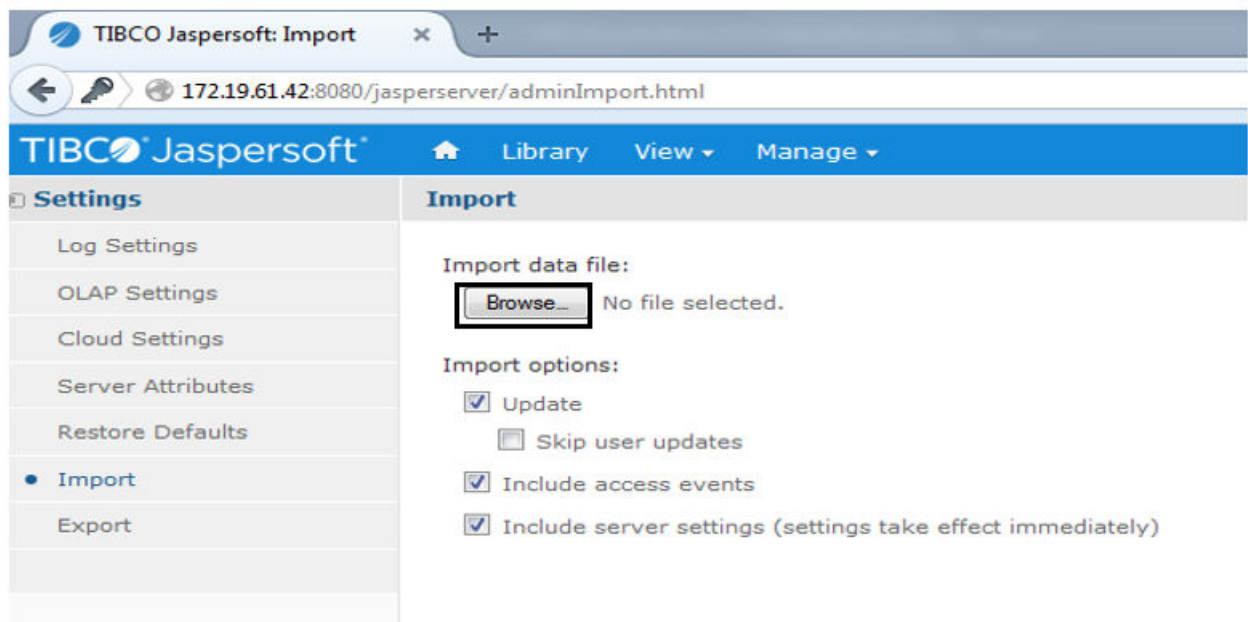 TIBCO Jaspersoft: Import
172.19.61.42:8080/jasperserver/adminImport.html
TIBCO Jaspersoft Library View Manage
Settings
Import
Log Settings
OLAP Settings
Cloud Settings
Server Attributes
Restore Defaults
Import
Export
Import data file:
Browse... No file selected.
Import options:
Update
Skip user updates
Include access events
Include server settings (settings take effect immediately)